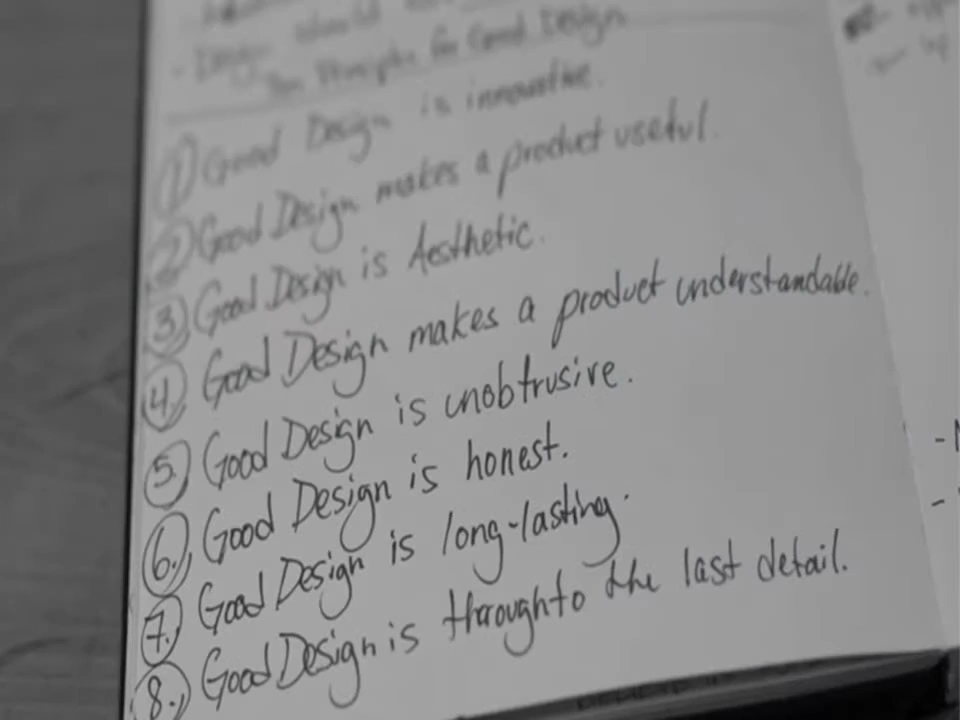 - Design should
Ten Principles for Good Design
1 Good Design is innovative.
2 Good Design makes a product useful.
3. Good Design is Aesthetic.
4. Good Design makes a product understandable.
5. Good Design is unobtrusive.
6. Good Design is honest.
7. Good Design is long-lasting.
8. Good Design is throughto the last detail.